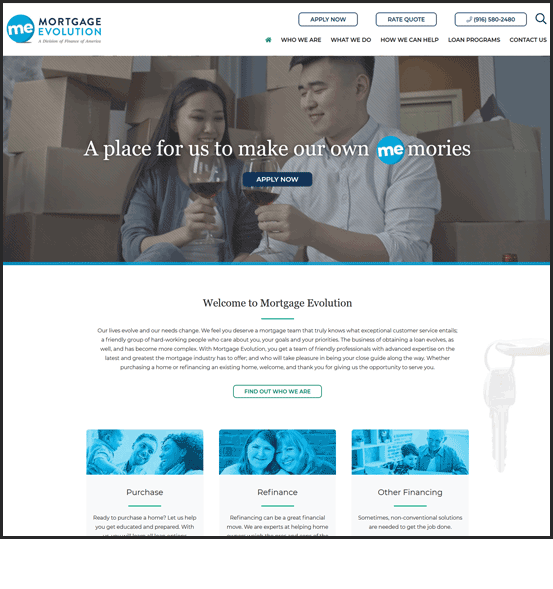 me MORTGAGE
EVOLUTION
A Division of Finance of America
APPLY NOW RATE QUOTE (916) 580-2480
WHO WE ARE WHAT WE DO HOW WE CAN HELP LOAN PROGRAMS CONTACT US
A place for us to make our own me mories
APPLY NOW
Welcome to Mortgage Evolution
Our lives evolve and our needs change. We feel you deserve a mortgage team that truly knows what exceptional customer service entails;
a friendly group of hard-working people who care about you, your goals and your priorities. The business of obtaining a loan evolves, as
well, and has become more complex. With Mortgage Evolution, you get a team of friendly professionals with advanced expertise on the
latest and greatest the mortgage industry has to offer; and who will take pleasure in being your close guide along the way. Whether
purchasing a home or refinancing an existing home, welcome, and thank you for giving us the opportunity to serve you.
FIND OUT WHO WE ARE
Purchase
Ready to purchase a home? Let us help
you get educated and prepared. With
Refinance
Refinancing can be a great financial
move. We are experts at helping home
Other Financing
Sometimes, non-conventional solutions
are needed to get the job done.